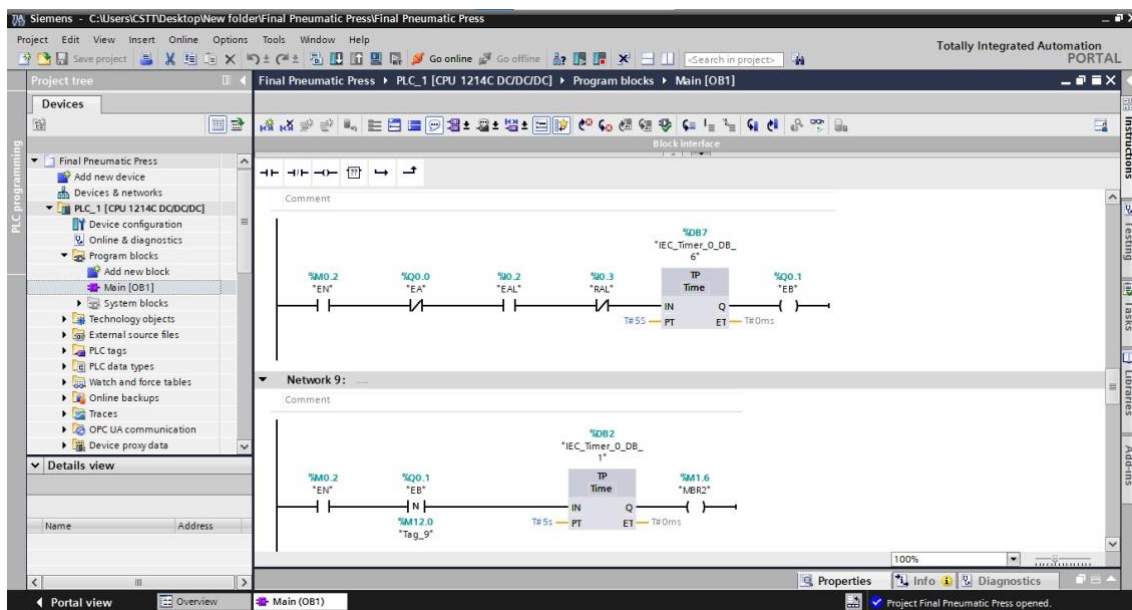 Siemens - C:\Users\CSTT\Desktop\New folder\Final Pneumatic Press\Final Pneumatic Press
Project Edit View Insert Online Options Tools Window Help
Totally Integrated Automation
PORTAL
Save project
Go online
Go offline
<Search in project>
Project tree
Final Pneumatic Press ▸ PLC_1 [CPU 1214C DC/DC/DC] ▸ Program blocks ▸ Main [OB1]
Devices
Block interface
PLC programming
Final Pneumatic Press
Add new device
Devices & networks
PLC_1 [CPU 1214C DC/DC/DC]
Device configuration
Online & diagnostics
Program blocks
Add new block
Main [OB1]
System blocks
Technology objects
External source files
PLC tags
PLC data types
Watch and force tables
Online backups
Traces
OPC UA communication
Device proxy data
Details view
Name Address
Comment
%DB7
"IEC_Timer_0_DB_
6"
%M0.2 %Q0.0 %I0.2 %I0.3 TP %Q0.1
"EN" "EA" "EAL" "RAL" Time "EB"
IN Q
T#5S PT ET T#0ms
Network 9: .....
Comment
%DB2
"IEC_Timer_0_DB_
1"
%M0.2 %Q0.1 TP %M1.6
"EN" "EB" Time "MBR2"
N IN Q
%M12.0 T#5s PT ET T#0ms
"Tag_9"
100%
Properties Info Diagnostics
Instructions
Testing
Tasks
Libraries
Add-ins
Portal view Overview Main (OB1) Project Final Pneumatic Press opened.